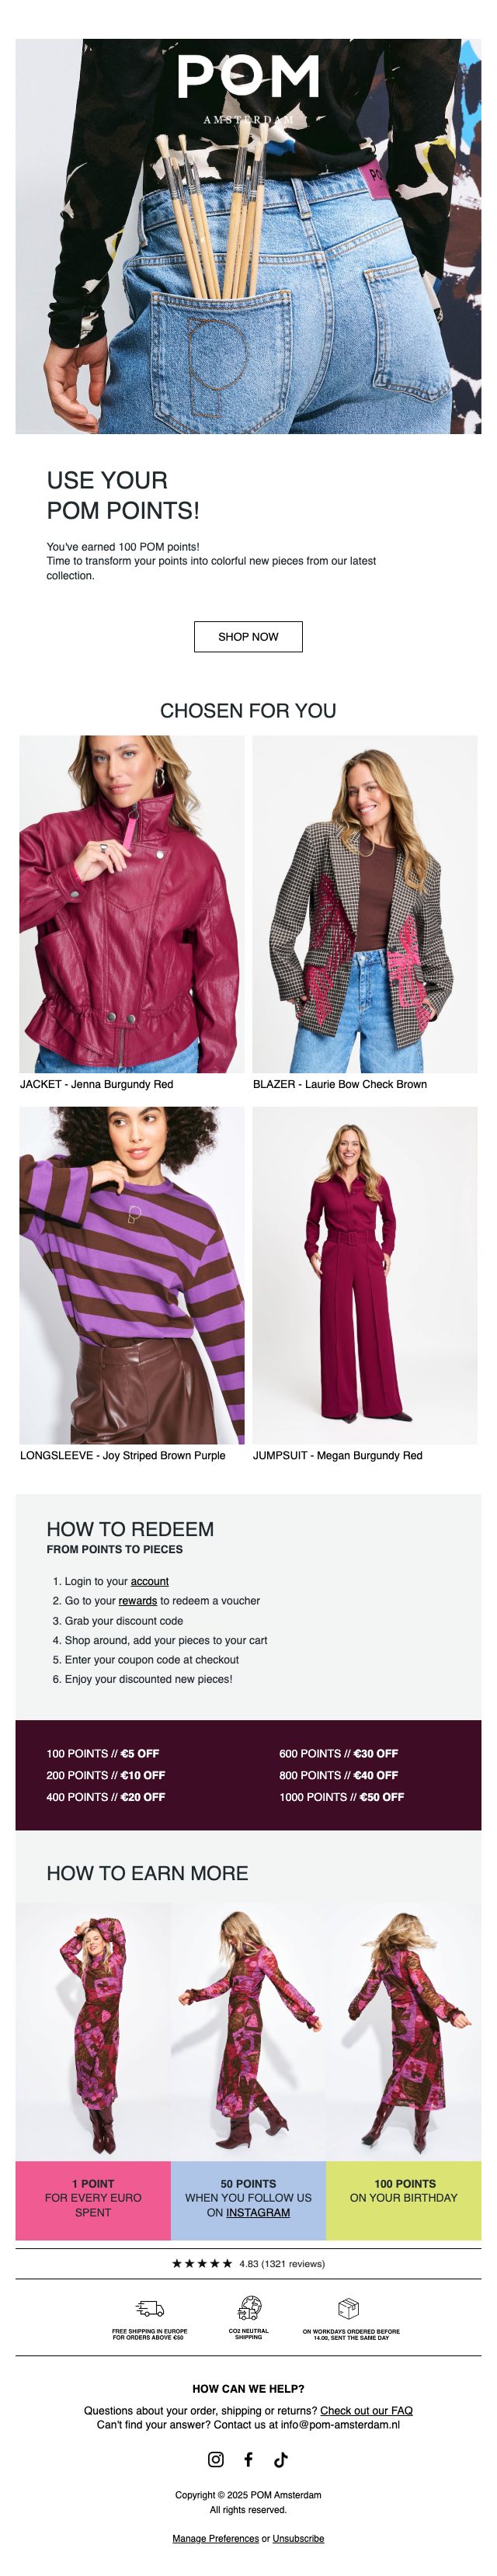 POM
AMSTERDAM
USE YOUR
POM POINTS!
You've earned 100 POM points!
Time to transform your points into colorful new pieces from our latest
collection.
SHOP NOW
CHOSEN FOR YOU
JACKET - Jenna Burgundy Red
BLAZER - Laurie Bow Check Brown
LONGSLEEVE - Joy Striped Brown Purple
JUMPSUIT - Megan Burgundy Red
HOW TO REDEEM
FROM POINTS TO PIECES
1. Login to your account
2. Go to your rewards to redeem a voucher
3. Grab your discount code
4. Shop around, add your pieces to your cart
5. Enter your coupon code at checkout
6. Enjoy your discounted new pieces!
100 POINTS // €5 OFF
200 POINTS // €10 OFF
400 POINTS // €20 OFF
600 POINTS // €30 OFF
800 POINTS // €40 OFF
1000 POINTS // €50 OFF
HOW TO EARN MORE
1 POINT
FOR EVERY EURO
SPENT
50 POINTS
WHEN YOU FOLLOW US
ON INSTAGRAM
100 POINTS
ON YOUR BIRTHDAY
★★★★★ 4.83 (1321 reviews)
FREE SHIPPING IN EUROPE
FOR ORDERS ABOVE €50
CO2 NEUTRAL
SHIPPING
ON WORKDAYS ORDERED BEFORE
14.00, SENT THE SAME DAY
HOW CAN WE HELP?
Questions about your order, shipping or returns? Check out our FAQ
Can't find your answer? Contact us at info@pom-amsterdam.nl
Copyright © 2025 POM Amsterdam
All rights reserved.
Manage Preferences or Unsubscribe